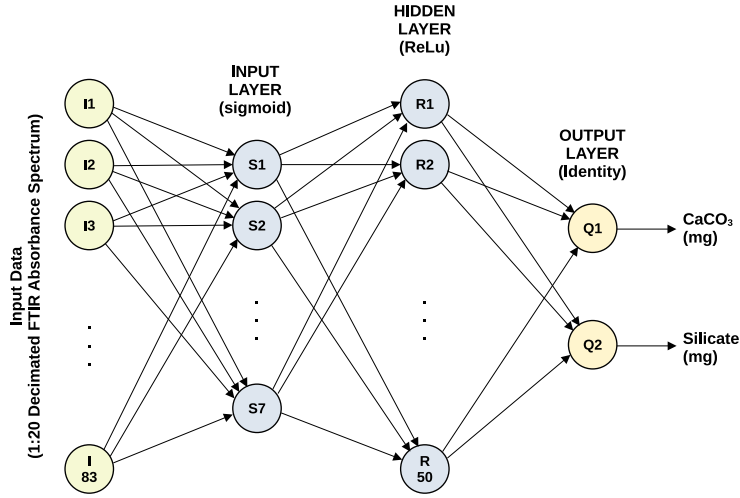 HIDDEN
LAYER
(ReLu)
INPUT
LAYER
(sigmoid)
OUTPUT
LAYER
(Identity)
Input Data
(1:20 Decimated FTIR Absorbance Spectrum)
I1
I2
I3
I
83
S1
S2
S7
R1
R2
R
50
Q1
Q2
CaCO₃
(mg)
Silicate
(mg)